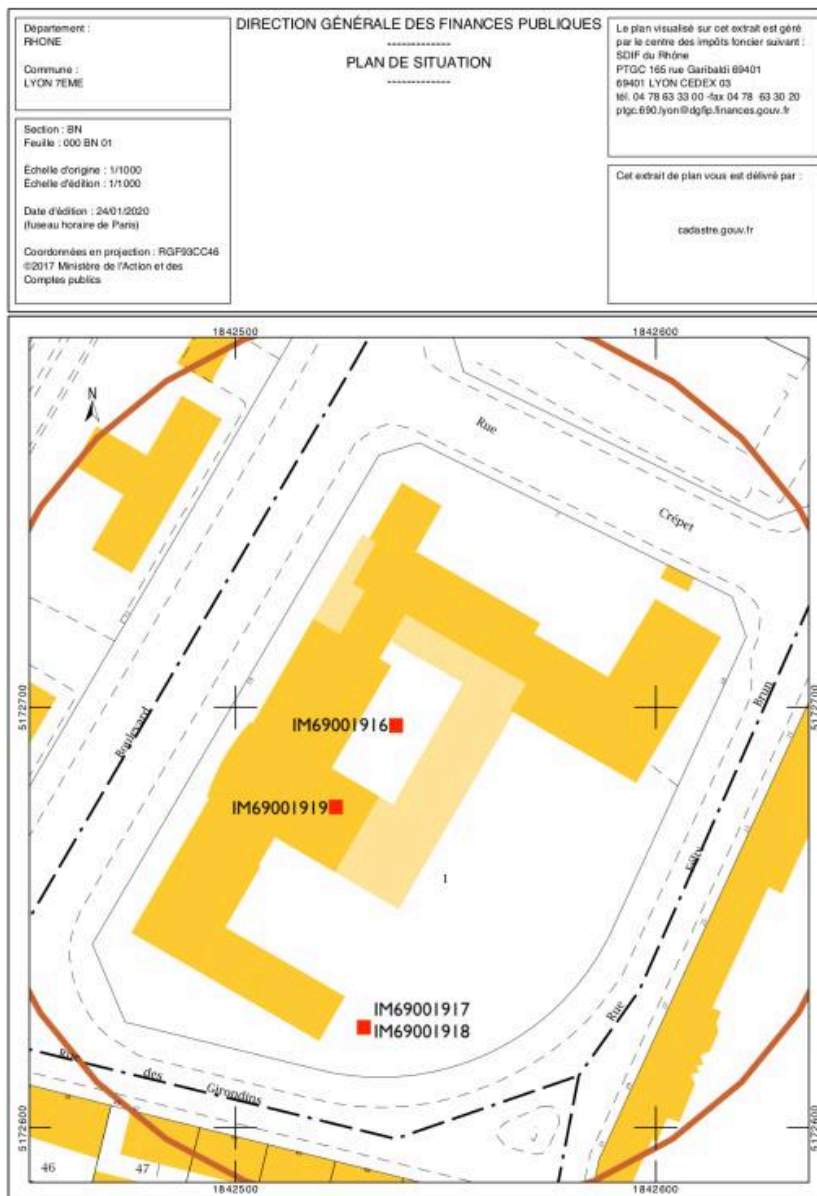 Département :
RHONE
Commune :
LYON 7EME
Section : BN
Feuille : 000 BN 01
Échelle d'origine : 1/1000
Échelle d'édition : 1/1000
Date d'édition : 24/01/2020
(fuseau horaire de Paris)
Coordonnées en projection : RGF93CC46
©2017 Ministère de l'Action et des
Comptes publics
DIRECTION GÉNÉRALE DES FINANCES PUBLIQUES
-------------
PLAN DE SITUATION
-------------
Le plan visualisé sur cet extrait est géré
par le centre des impôts foncier suivant :
SDIF du Rhône
PTGC 165 rue Garibaldi 69401
69401 LYON CEDEX 03
tél. 04 78 63 33 00 -fax 04 78 63 30 20
ptgc.690.lyon@dgfip.finances.gouv.fr
Cet extrait de plan vous est délivré par :
cadastre.gouv.fr
1842500
1842600
N
Rue
Crépet
5172700
5172700
Boulevard
Brun
IM69001916
IM69001919
Félix
1
IM69001917
IM69001918
Rue
Rue
des
Girondins
5172600
5172600
46
47
1842500
1842600